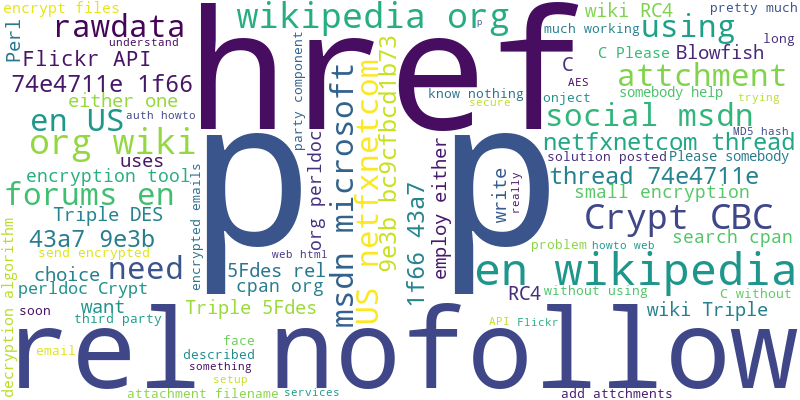 encrypt files
href
wikipedia org
wiki RC4
pretty much
rawdata
Perl
understand
p
much working
using
long
Flickr API
C Please
Blowfish
C
74e4711e 1f66
party component
msdn microsoft
US netfxnetcom
9e3b bc9cfbcd1b73
know nothing
AES
attchment
either one
secure
onject
somebody help
trying
en US
auth howto
social msdn
MD5 hash
org wiki
p
p
netfxnetcom thread
uses
org perldoc
employ either
write
really
solution posted
Please somebody
encryption tool
thread 74e4711e
forums en
encrypted emails
1f66 43a7
small encryption
Triple DES
Crypt CBC
43a7 9e3b
decryption algorithm
send encrypted
web html
problem
howto web
search cpan
choice
need
5Fdes rel
en wikipedia
perldoc Crypt
cpan org
RC4
without using
C without
want
Triple 5Fdes
wiki Triple
soon
third party
rel nofollow
API
Flickr
email
face
described
something
setup
attachment filename
services
add attchments